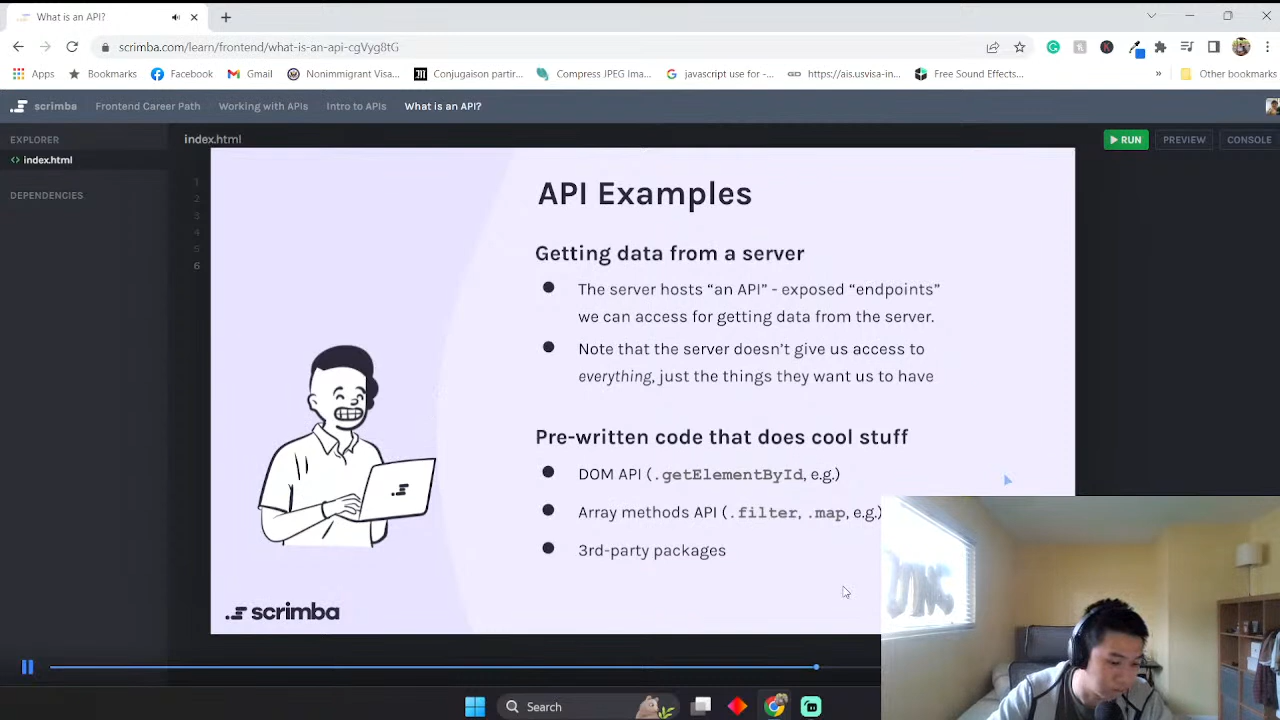 What is an API?
scrimba.com/learn/frontend/what-is-an-api-cgVyg8tG
Apps Bookmarks Facebook Gmail Nonimmigrant Visa... Conjugaison partir... Compress JPEG Ima... javascript use for -... https://ais.usvisa-in... Free Sound Effects... » Other bookmarks
scrimba Frontend Career Path Working with APIs Intro to APIs What is an API?
EXPLORER index.html RUN PREVIEW CONSOLE
<> index.html
DEPENDENCIES
1
2
3
4
5
6
API Examples
Getting data from a server
The server hosts “an API” - exposed “endpoints”
we can access for getting data from the server.
Note that the server doesn’t give us access to
everything, just the things they want us to have
Pre-written code that does cool stuff
DOM API (.getElementById, e.g.)
Array methods API (.filter, .map, e.g.)
3rd-party packages
scrimba
Search